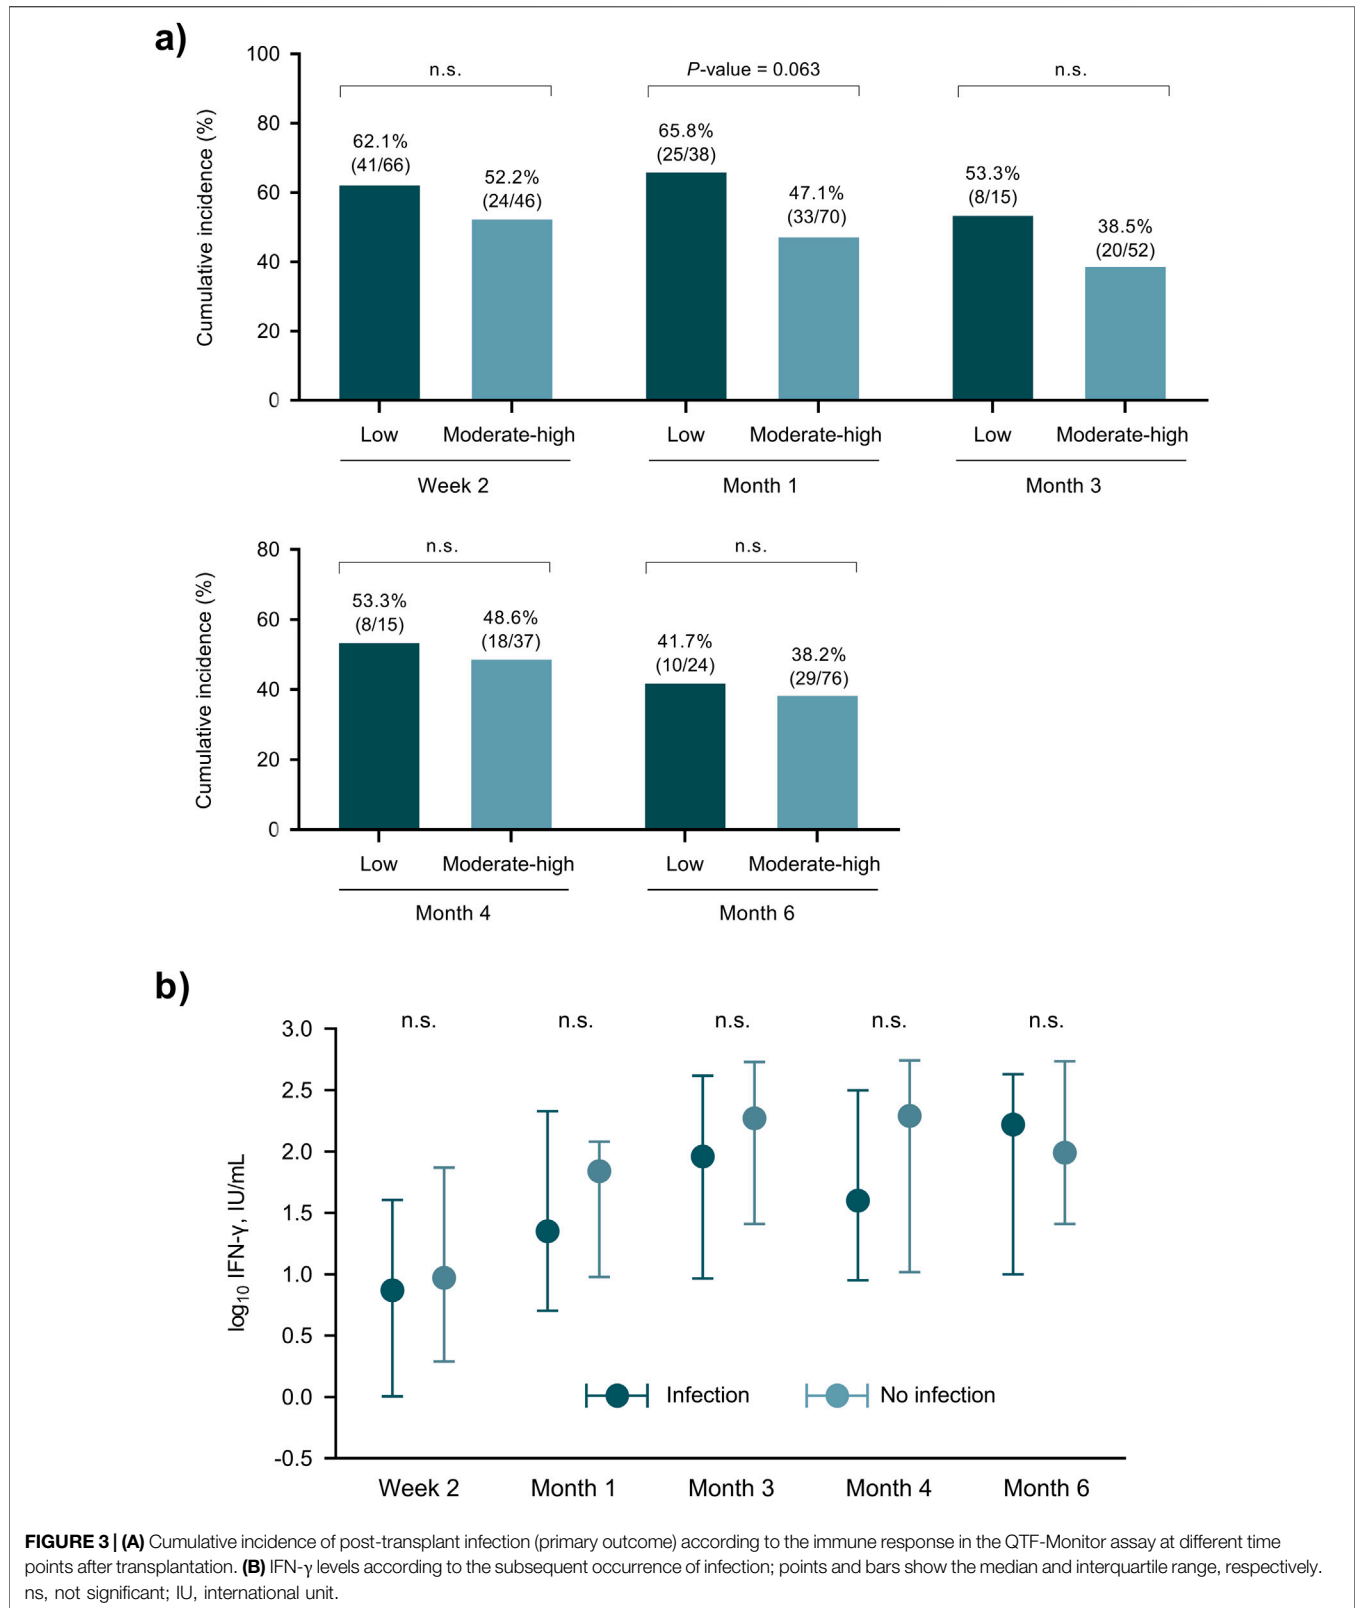 a)
Cumulative incidence (%)
100
80
60
40
20
0
n.s.
P-value = 0.063
n.s.
62.1%
(41/66)
52.2%
(24/46)
65.8%
(25/38)
47.1%
(33/70)
53.3%
(8/15)
38.5%
(20/52)
Low Moderate-high Low Moderate-high Low Moderate-high
Week 2 Month 1 Month 3
Cumulative incidence (%)
80
60
40
20
0
n.s.
n.s.
53.3%
(8/15)
48.6%
(18/37)
41.7%
(10/24)
38.2%
(29/76)
Low Moderate-high Low Moderate-high
Month 4 Month 6
b)
log10 IFN-γ, IU/mL
3.0
2.5
2.0
1.5
1.0
0.5
0.0
-0.5
n.s. n.s. n.s. n.s. n.s.
Infection No infection
Week 2 Month 1 Month 3 Month 4 Month 6
FIGURE 3 | (A) Cumulative incidence of post-transplant infection (primary outcome) according to the immune response in the QTF-Monitor assay at different time
points after transplantation. (B) IFN-γ levels according to the subsequent occurrence of infection; points and bars show the median and interquartile range, respectively.
ns, not significant; IU, international unit.